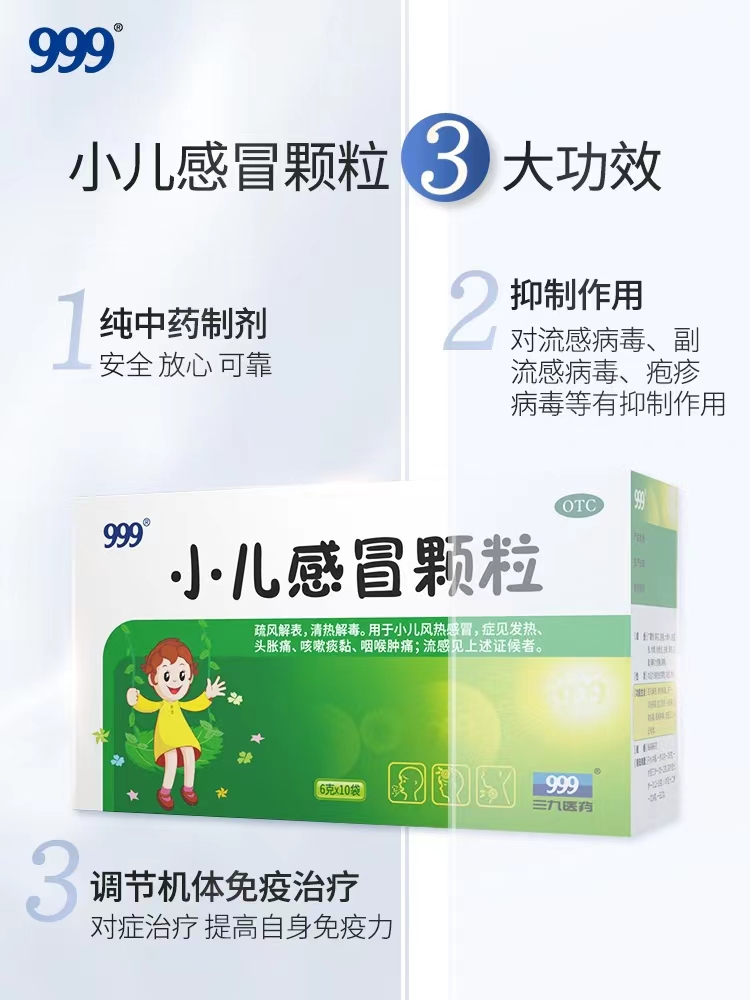 999®
小儿感冒颗粒3大功效
1 纯中药制剂
安全 放心 可靠
2 抑制作用
对流感病毒、副
流感病毒、疱疹
病毒等有抑制作用
OTC
999®
999®
小儿感冒颗粒
疏风解表，清热解毒。用于小儿风热感冒，症见发热、
头胀痛、咳嗽痰黏、咽喉肿痛；流感见上述证候者。
6克x10袋
999®
三九医药
3 调节机体免疫治疗
对症治疗 提高自身免疫力